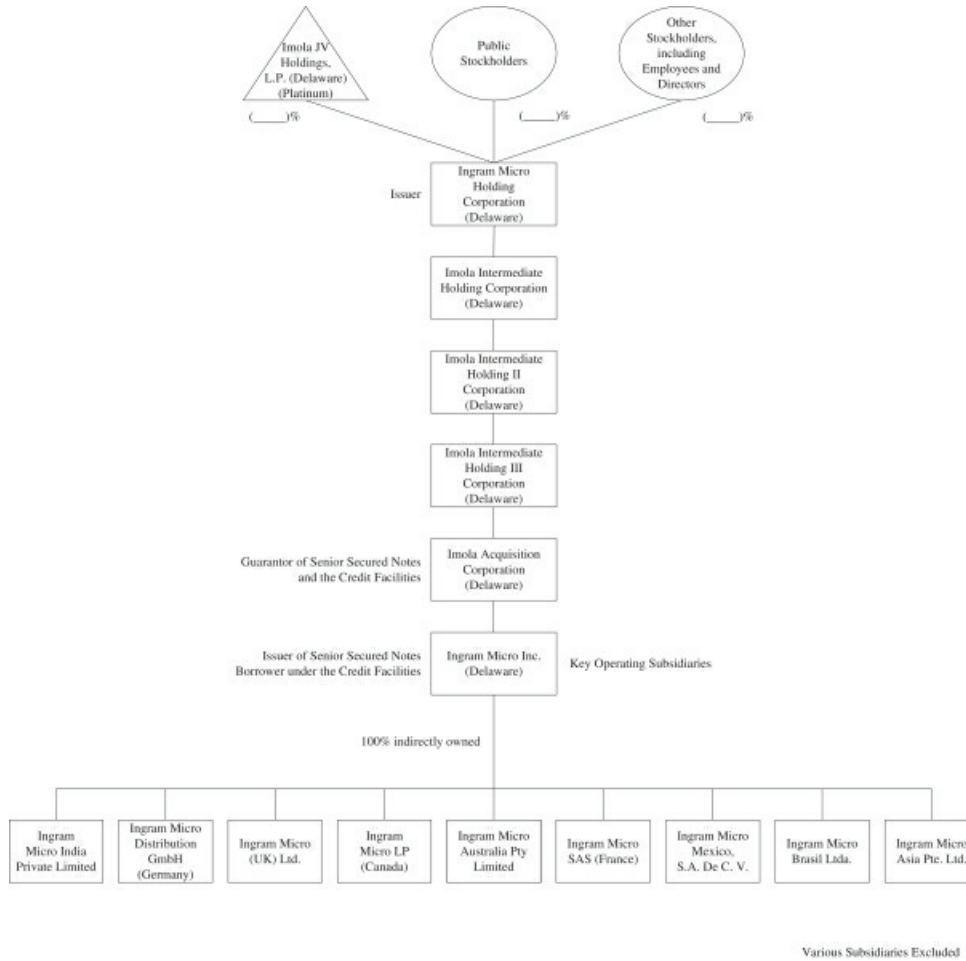 Imola JV
Holdings,
L.P. (Delaware)
(Platinum)
Public
Stockholders
Other
Stockholders,
including
Employees and
Directors
(_____)%
(_____)%
(_____)%
Issuer
Ingram Micro
Holding
Corporation
(Delaware)
Imola Intermediate
Holding Corporation
(Delaware)
Imola Intermediate
Holding II
Corporation
(Delaware)
Imola Intermediate
Holding III
Corporation
(Delaware)
Guarantor of Senior Secured Notes
and the Credit Facilities
Imola Acquisition
Corporation
(Delaware)
Issuer of Senior Secured Notes
Borrower under the Credit Facilities
Ingram Micro Inc.
(Delaware)
Key Operating Subsidiaries
100% indirectly owned
Ingram
Micro India
Private Limited
Ingram Micro
Distribution
GmbH
(Germany)
Ingram Micro
(UK) Ltd.
Ingram
Micro LP
(Canada)
Ingram Micro
Australia Pty
Limited
Ingram Micro
SAS (France)
Ingram Micro
Mexico,
S.A. De C. V.
Ingram Micro
Brasil Ltda.
Ingram Micro
Asia Pte. Ltd.
Various Subsidiaries Excluded